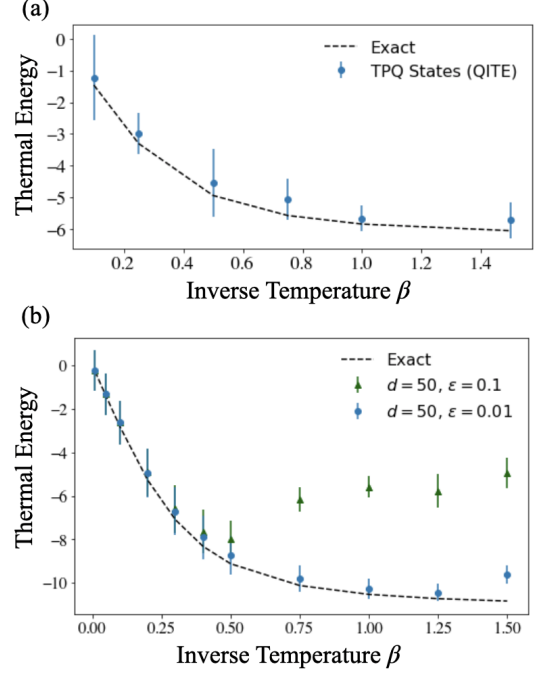 (a)
Thermal Energy
0
−1
−2
−3
−4
−5
−6
Exact
TPQ States (QITE)
0.2 0.4 0.6 0.8 1.0 1.2 1.4
Inverse Temperature β
(b)
Thermal Energy
0
−2
−4
−6
−8
−10
Exact
d = 50, ε = 0.1
d = 50, ε = 0.01
0.00 0.25 0.50 0.75 1.00 1.25 1.50
Inverse Temperature β